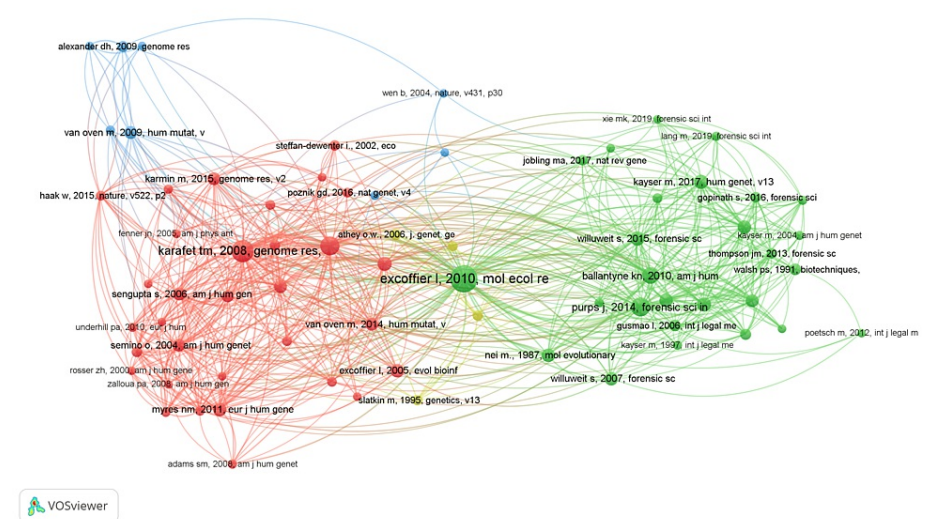 alexander dh, 2009, genome res
wen b, 2004, nature, v431, p30
xie mk, 2019, forensic sci int
van oven m, 2009, hum mutat, v
lang m, 2019, forensic sci int
steffan-dewenter i., 2002, eco
jobling ma, 2017, nat rev gene
karmin m, 2015, genome res, v2
kayser m, 2017, hum genet, v13
haak w, 2015, nature, v522, p2
poznik gd, 2016, nat genet, v4
gopinath s, 2016, forensic sci
fenner jn, 2005, am j phys ant
athey o.w., 2006, j. genet. ge
kayser m, 2004, am j hum genet
willuweit s, 2015, forensic sc
karafet tm, 2008, genome res,
thompson jm, 2013, forensic sc
walsh ps, 1991, biotechniques,
excoffier l, 2010, mol ecol re
ballantyne kn, 2010, am j hum
sengupta s, 2006, am j hum gen
purps j, 2014, forensic sci in
underhill pa, 2010, eur j hum
van oven m, 2014, hum mutat, v
gusmao l, 2006, int j legal me
poetsch m, 2012, int j legal m
semino o, 2004, am j hum genet
kayser m, 1997, int j legal me
nei m., 1987, mol evolutionary
rosser zh, 2000, am j hum gene
excoffier l, 2005, evol bioinf
zalloua pa, 2008, am j hum gen
willuweit s, 2007, forensic sc
slatkin m, 1995, genetics, v13
myres nm, 2011, eur j hum gene
adams sm, 2008, am j hum genet
VOSviewer